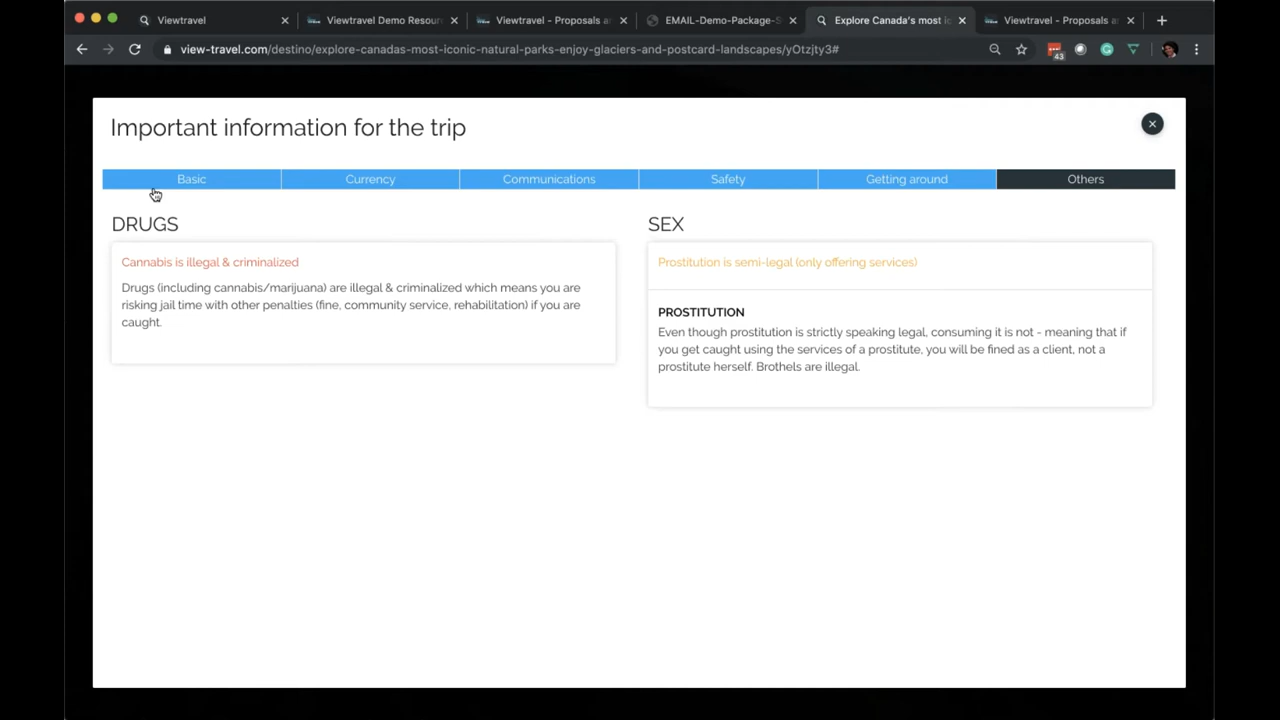 Viewtravel
Viewtravel Demo Resour
Viewtravel - Proposals a
EMAIL-Demo-Package-S
Explore Canada's most i
Viewtravel - Proposals a
view-travel.com/destino/explore-canadas-most-iconic-natural-parks-enjoy-glaciers-and-postcard-landscapes/yOtzjty3#
43
Important information for the trip
Basic
Currency
Communications
Safety
Getting around
Others
DRUGS
Cannabis is illegal & criminalized
Drugs (including cannabis/marijuana) are illegal & criminalized which means you are
risking jail time with other penalties (fine, community service, rehabilitation) if you are
caught.
SEX
Prostitution is semi-legal (only offering services)
PROSTITUTION
Even though prostitution is strictly speaking legal, consuming it is not - meaning that if
you get caught using the services of a prostitute, you will be fined as a client, not a
prostitute herself. Brothels are illegal.